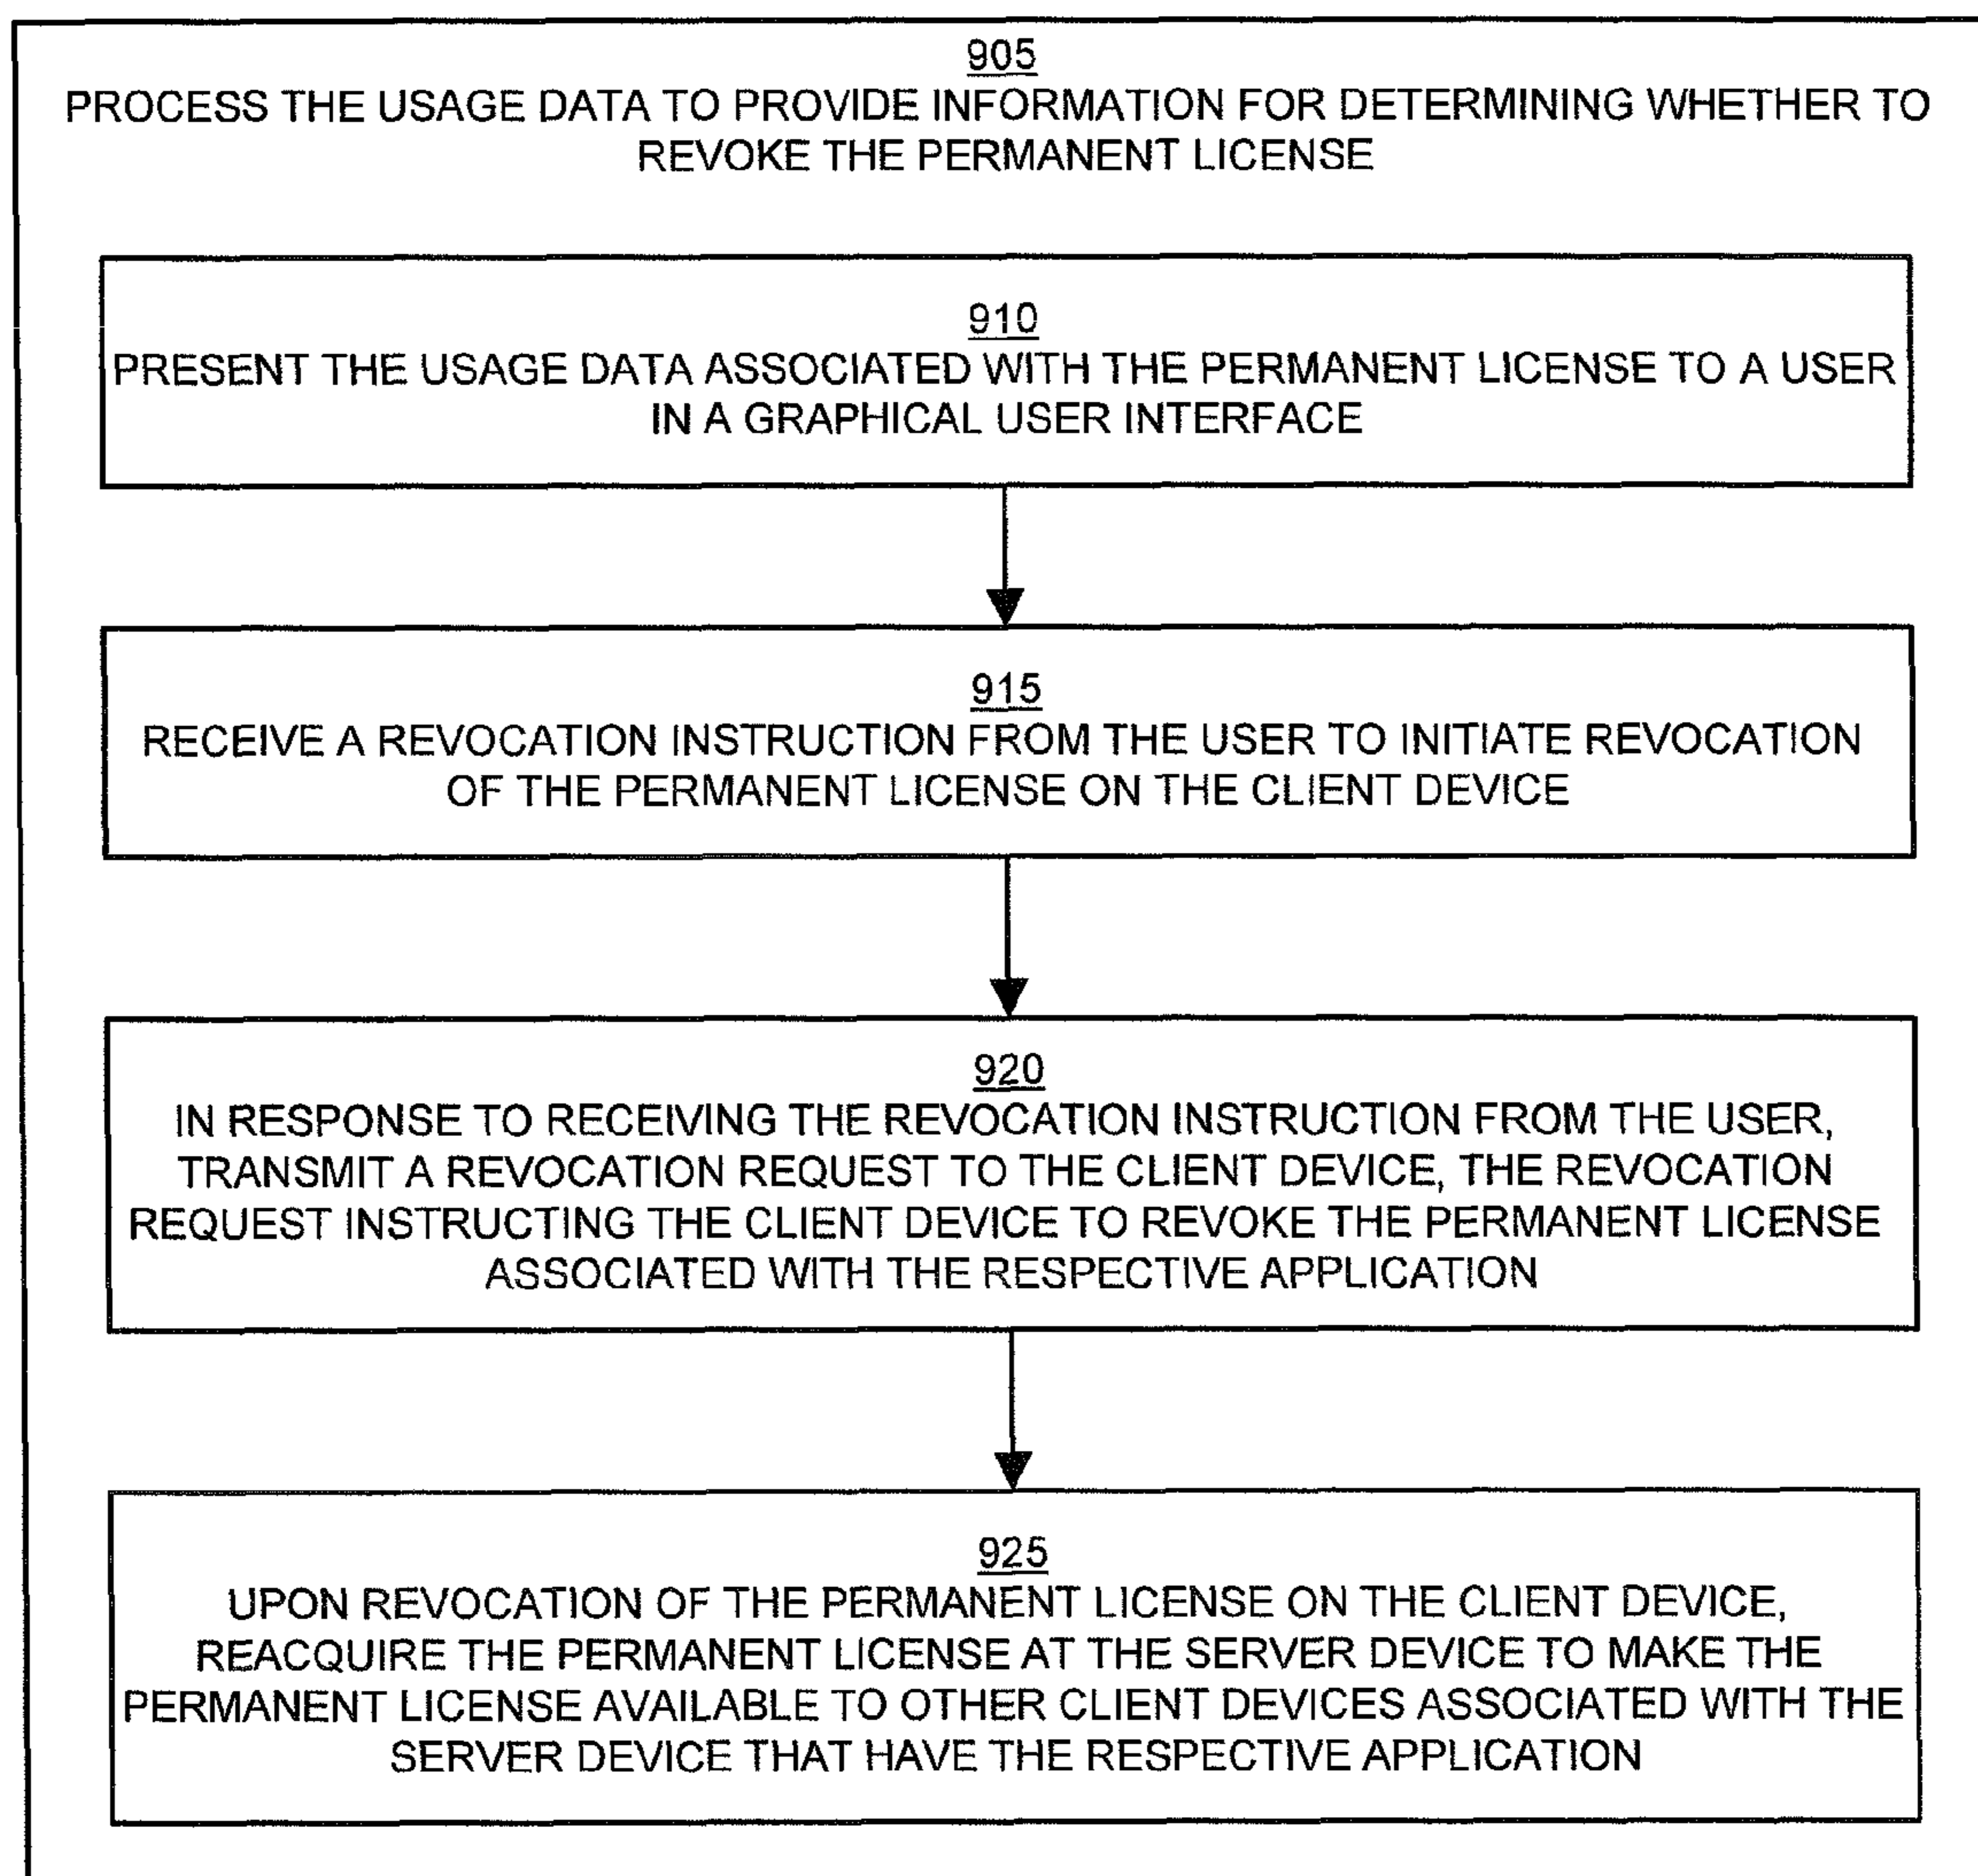 905
PROCESS THE USAGE DATA TO PROVIDE INFORMATION FOR DETERMINING WHETHER TO
REVOKE THE PERMANENT LICENSE
910
PRESENT THE USAGE DATA ASSOCIATED WITH THE PERMANENT LICENSE TO A USER
IN A GRAPHICAL USER INTERFACE
915
RECEIVE A REVOCATION INSTRUCTION FROM THE USER TO INITIATE REVOCATION
OF THE PERMANENT LICENSE ON THE CLIENT DEVICE
920
IN RESPONSE TO RECEIVING THE REVOCATION INSTRUCTION FROM THE USER,
TRANSMIT A REVOCATION REQUEST TO THE CLIENT DEVICE, THE REVOCATION
REQUEST INSTRUCTING THE CLIENT DEVICE TO REVOKE THE PERMANENT LICENSE
ASSOCIATED WITH THE RESPECTIVE APPLICATION
925
UPON REVOCATION OF THE PERMANENT LICENSE ON THE CLIENT DEVICE,
REACQUIRE THE PERMANENT LICENSE AT THE SERVER DEVICE TO MAKE THE
PERMANENT LICENSE AVAILABLE TO OTHER CLIENT DEVICES ASSOCIATED WITH THE
SERVER DEVICE THAT HAVE THE RESPECTIVE APPLICATION